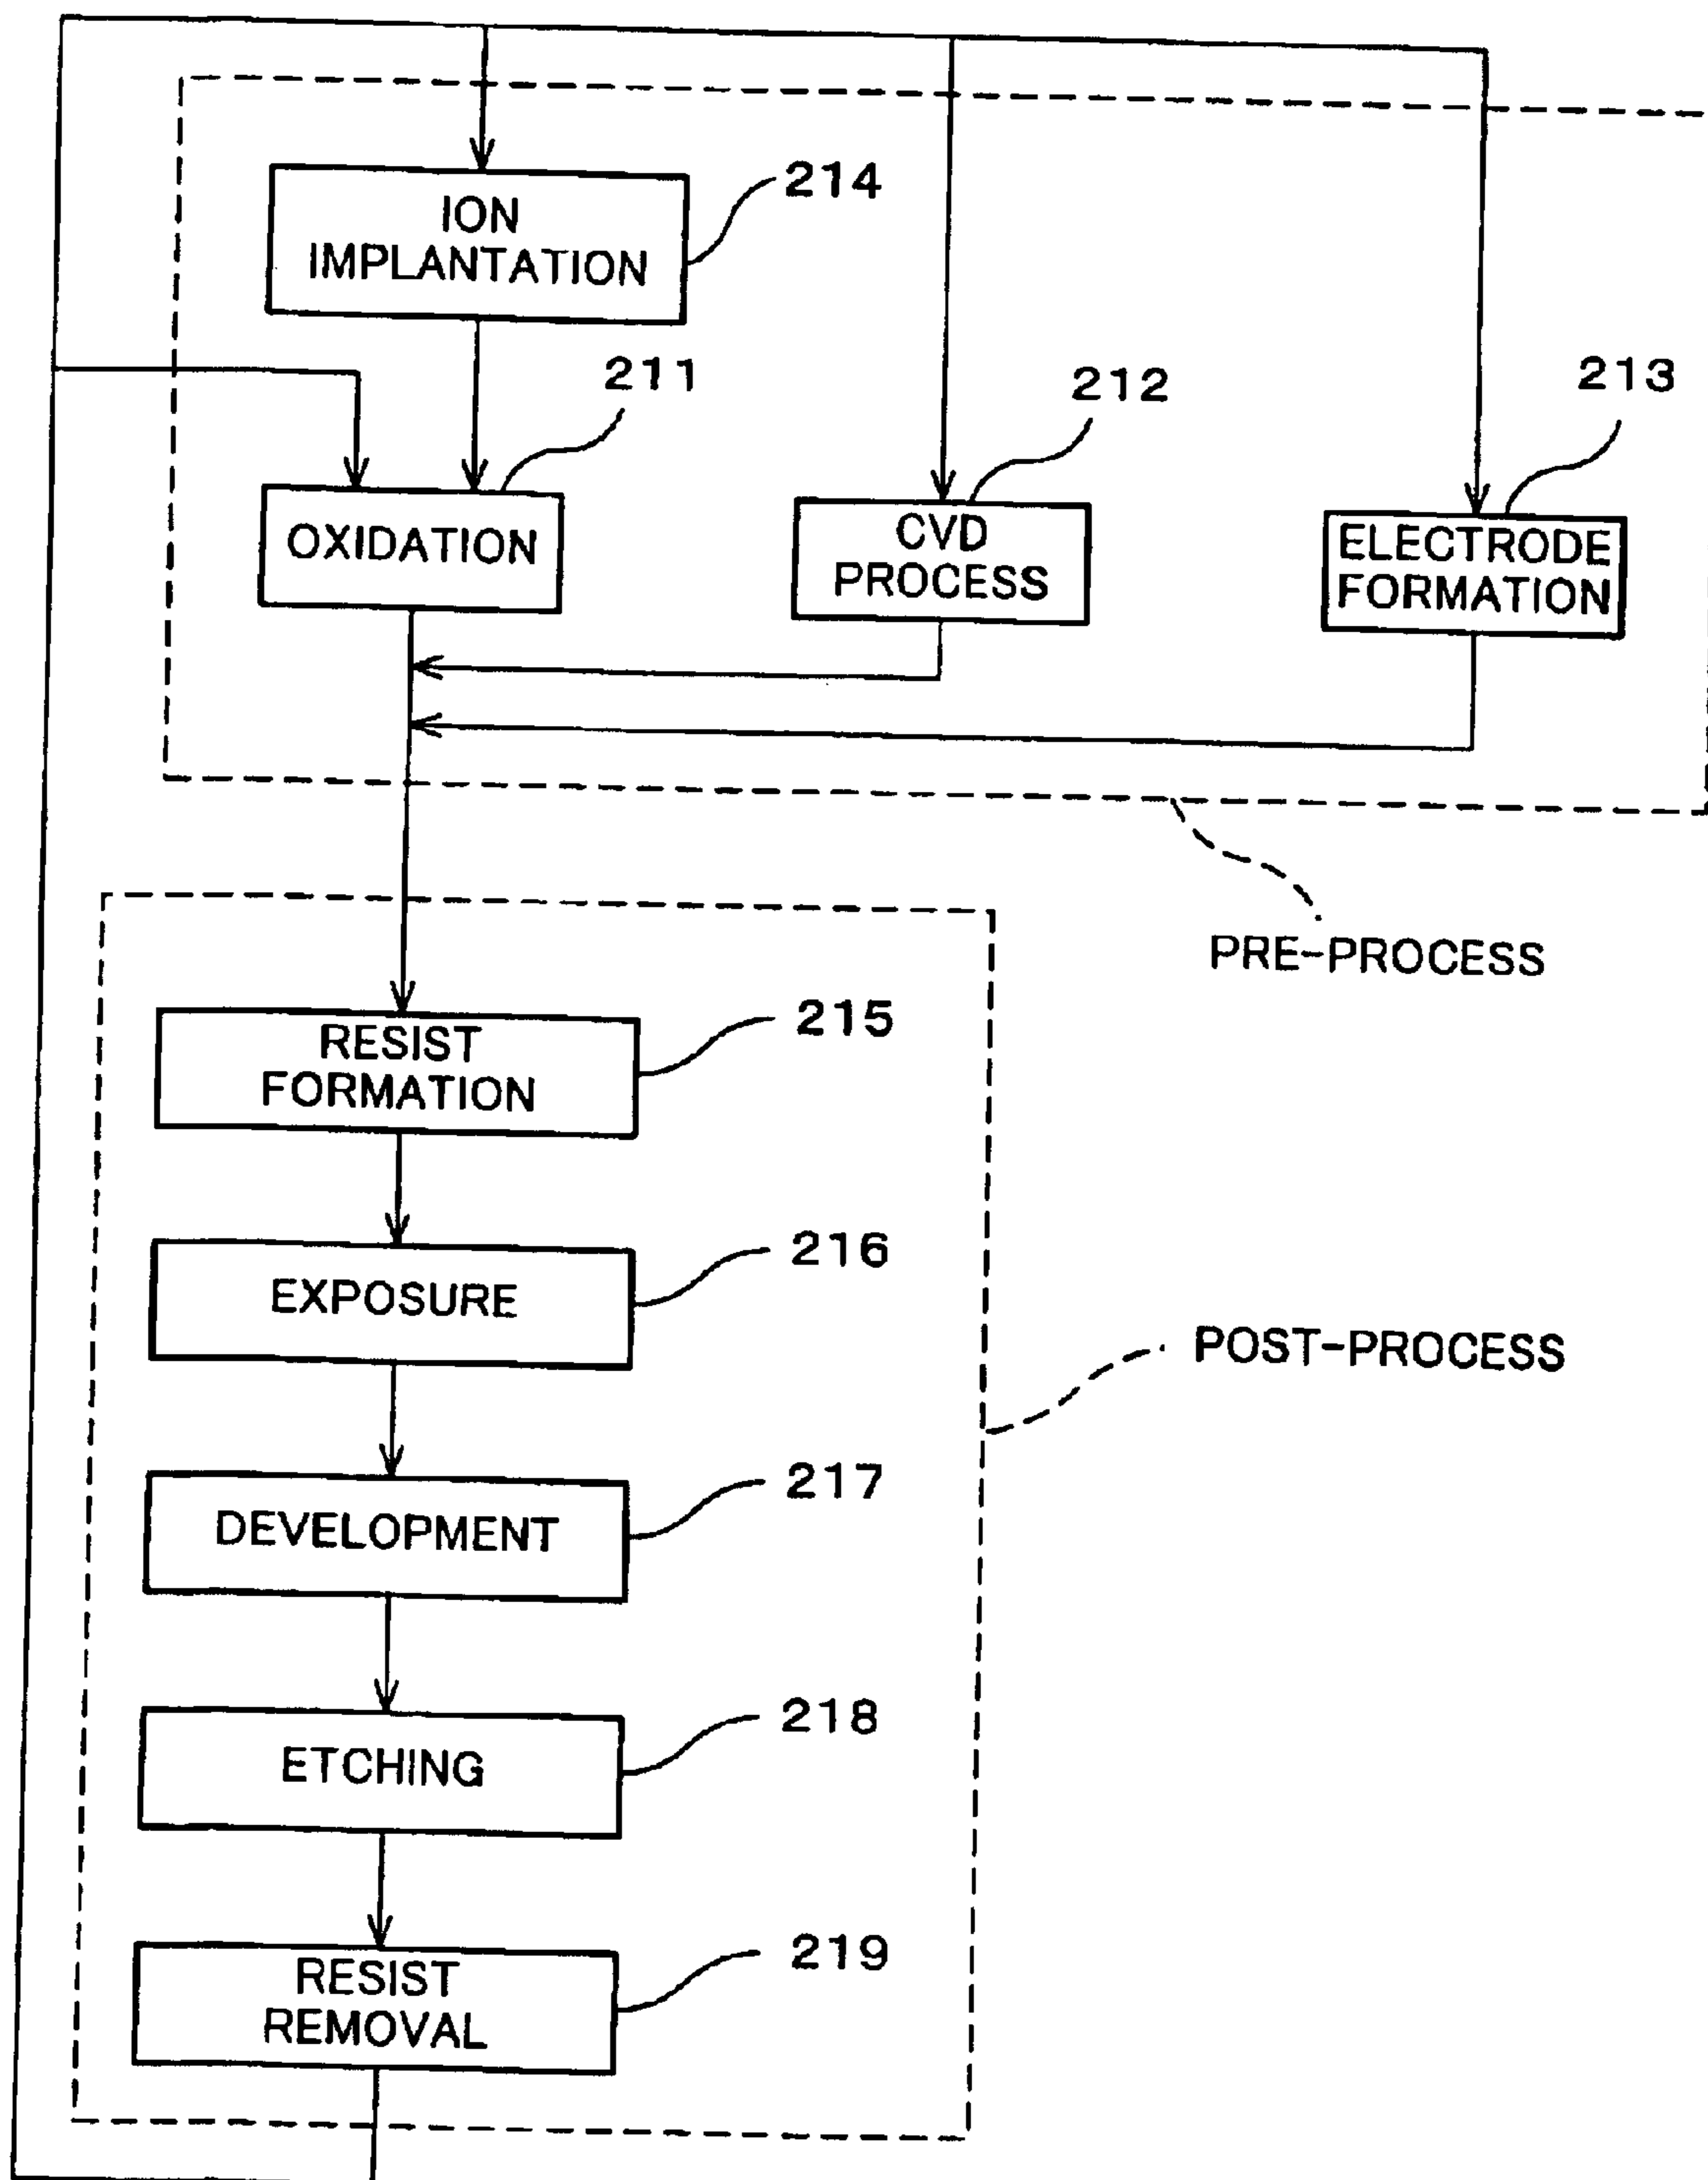 214
ION
IMPLANTATION
211
212
213
OXIDATION
CVD
PROCESS
ELECTRODE
FORMATION
PRE-PROCESS
215
RESIST
FORMATION
216
EXPOSURE
POST-PROCESS
217
DEVELOPMENT
218
ETCHING
219
RESIST
REMOVAL